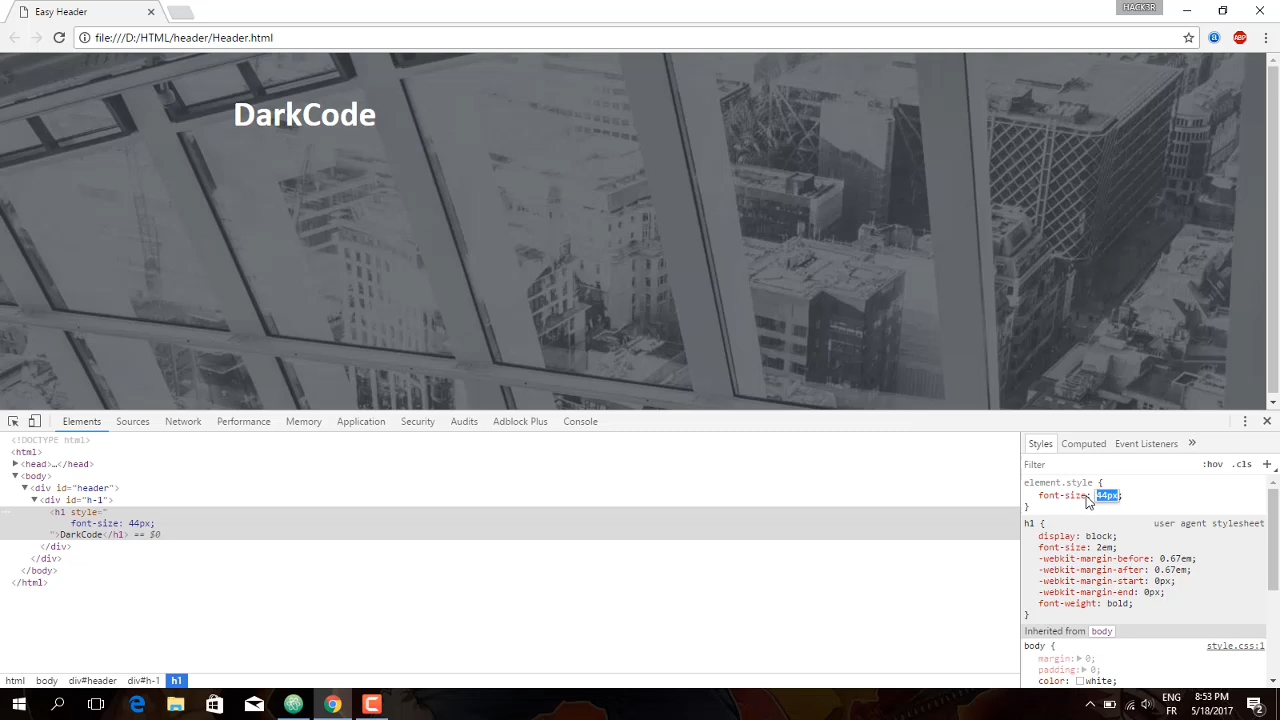 Easy Header
HACK3R
file:///D:/HTML/header/Header.html
ABP
DarkCode
Elements Sources Network Performance Memory Application Security Audits Adblock Plus Console
<!DOCTYPE html>
<html>
<head>…</head>
<body>
<div id="header">
<div id="h-1">
<h1 style="
font-size: 44px;
">DarkCode</h1> == $0
</div>
</div>
</body>
</html>
html body div#header div#h-1 h1
Styles Computed Event Listeners »
Filter :hov .cls +
element.style {
font-size: 44px;
}
h1 { user agent stylesheet
display: block;
font-size: 2em;
-webkit-margin-before: 0.67em;
-webkit-margin-after: 0.67em;
-webkit-margin-start: 0px;
-webkit-margin-end: 0px;
font-weight: bold;
}
Inherited from body
body { style.css:1
margin: 0;
padding: 0;
color: white;
ENG 8:53 PM
FR 5/18/2017
2